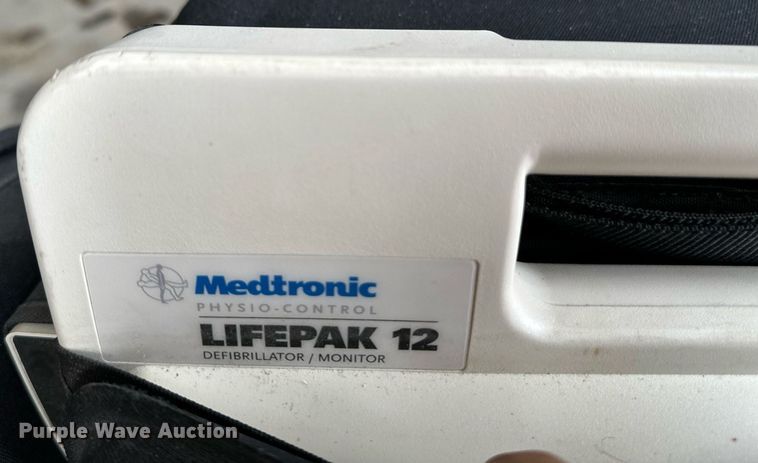 Medtronic
PHYSIO-CONTROL
LIFEPAK 12
DEFIBRILLATOR / MONITOR
Purple Wave Auction